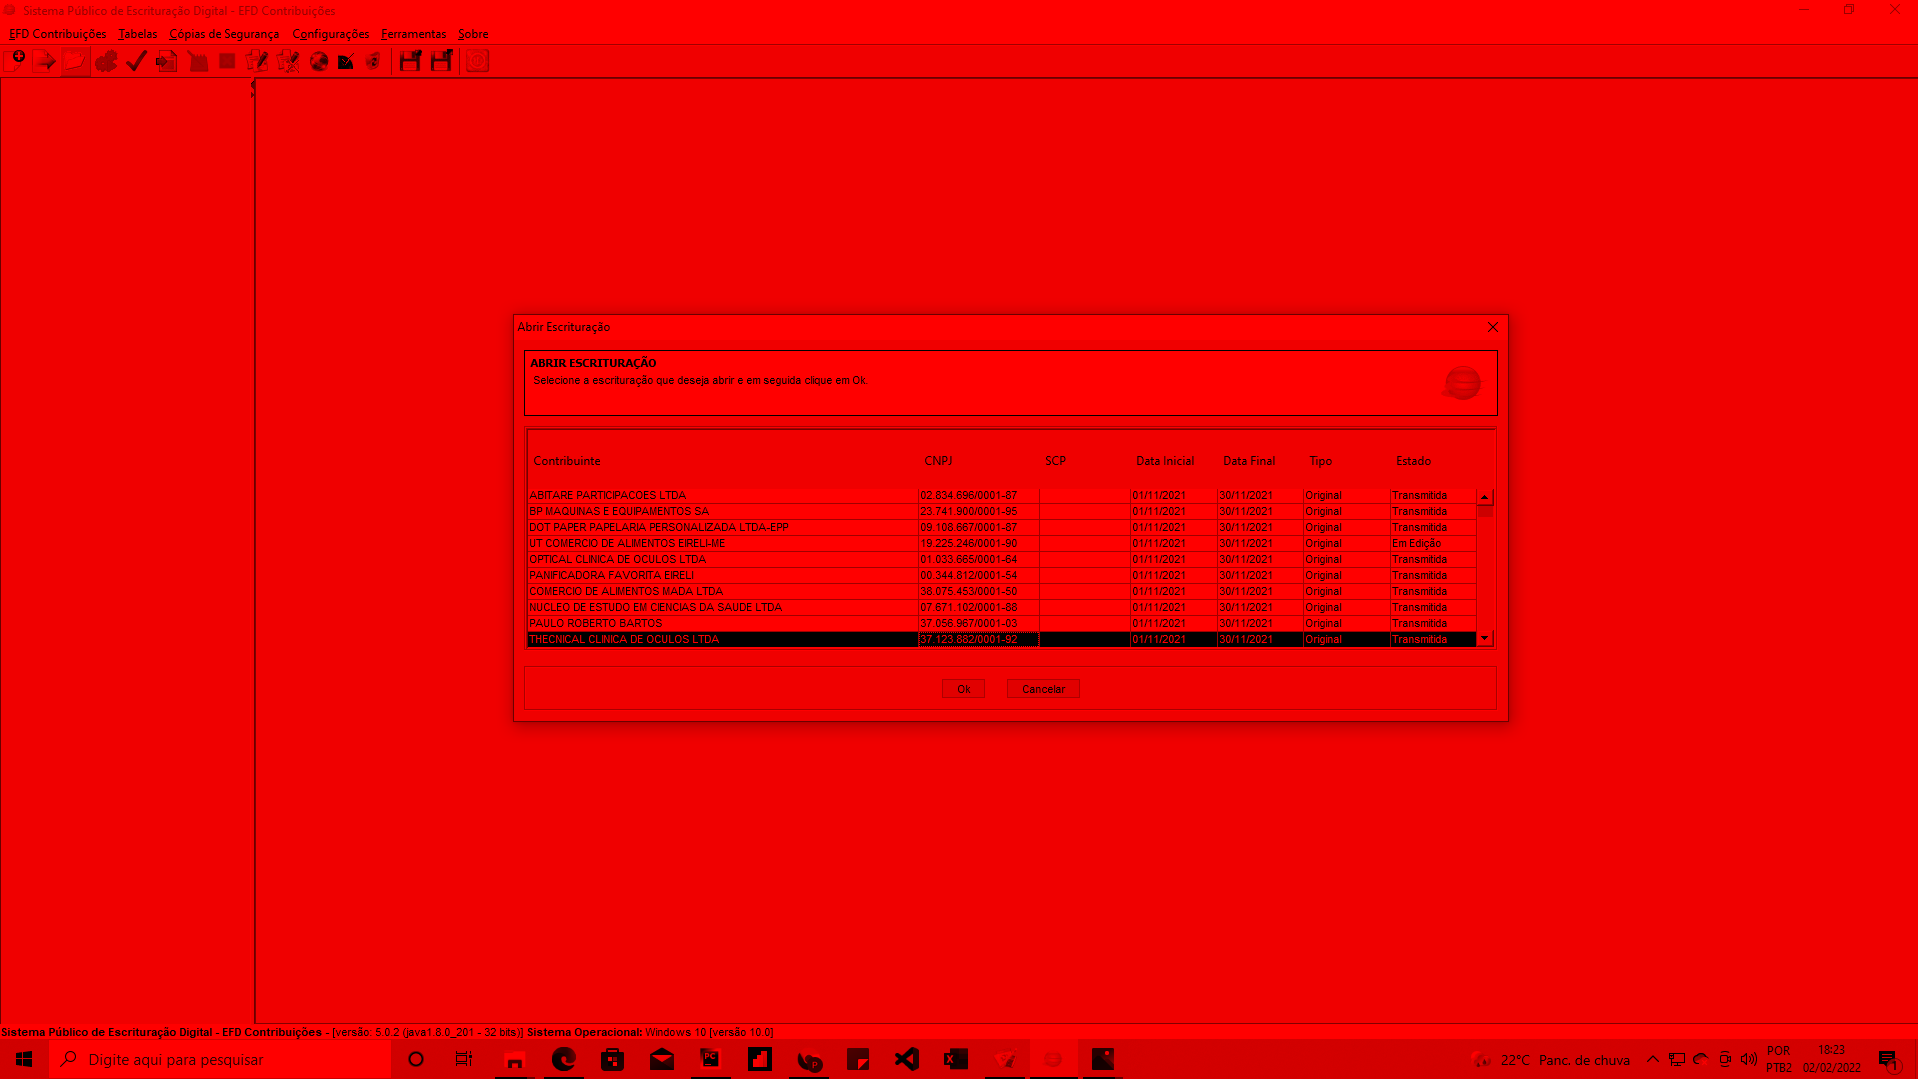 Sistema Público de Escrituração Digital - EFD Contribuições
EFD Contribuições Tabelas Cópias de Segurança Configurações Ferramentas Sobre
Abrir Escrituração
ABRIR ESCRITURAÇÃO
Selecione a escrituração que deseja abrir e em seguida clique em Ok.
Contribuinte CNPJ SCP Data Inicial Data Final Tipo Estado
ABITARE PARTICIPACOES LTDA 02.834.696/0001-87 01/11/2021 30/11/2021 Original Transmitida
BP MAQUINAS E EQUIPAMENTOS SA 23.741.900/0001-95 01/11/2021 30/11/2021 Original Transmitida
DOT PAPER PAPELARIA PERSONALIZADA LTDA-EPP 09.108.667/0001-87 01/11/2021 30/11/2021 Original Transmitida
UT COMERCIO DE ALIMENTOS EIRELI-ME 19.225.246/0001-90 01/11/2021 30/11/2021 Original Em Edição
OPTICAL CLINICA DE OCULOS LTDA 01.033.665/0001-64 01/11/2021 30/11/2021 Original Transmitida
PANIFICADORA FAVORITA EIRELI 00.344.812/0001-54 01/11/2021 30/11/2021 Original Transmitida
COMERCIO DE ALIMENTOS MADA LTDA 38.075.453/0001-50 01/11/2021 30/11/2021 Original Transmitida
NUCLEO DE ESTUDO EM CIENCIAS DA SAUDE LTDA 07.671.102/0001-88 01/11/2021 30/11/2021 Original Transmitida
PAULO ROBERTO BARTOS 37.056.967/0001-03 01/11/2021 30/11/2021 Original Transmitida
THECNICAL CLINICA DE OCULOS LTDA 37.123.882/0001-92 01/11/2021 30/11/2021 Original Transmitida
Ok Cancelar
Sistema Público de Escrituração Digital - EFD Contribuições - [versão: 5.0.2 (java1.8.0_201 - 32 bits)] Sistema Operacional: Windows 10 [versão 10.0]
Digite aqui para pesquisar
22°C Panc. de chuva
POR
PTB2
18:23
02/02/2022